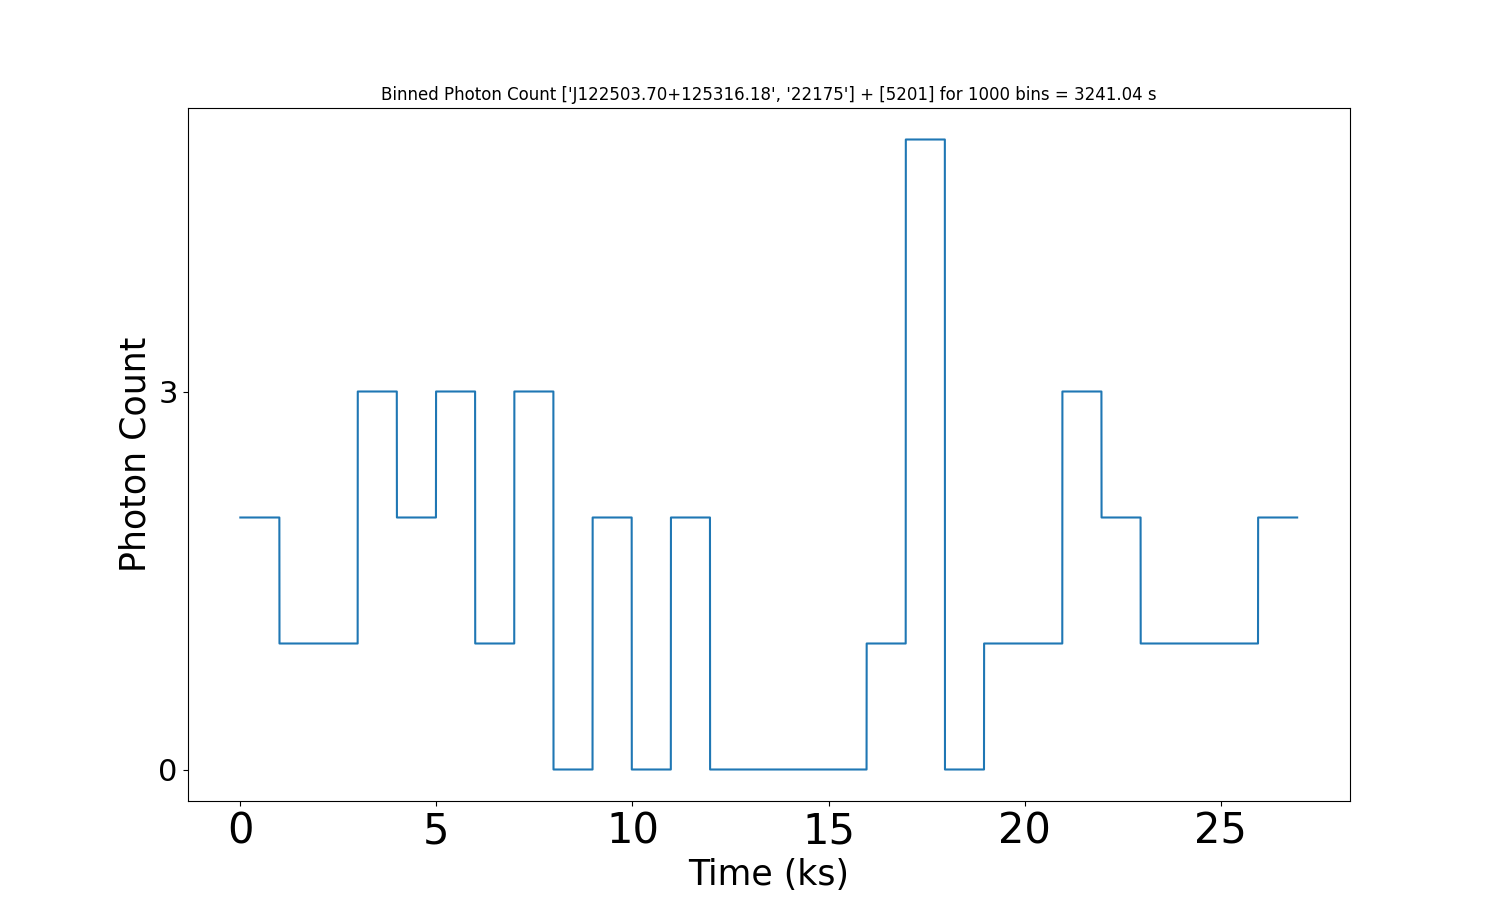 Binned Photon Count ['J122503.70+125316.18', '22175'] + [5201] for 1000 bins = 3241.04 s
Photon Count
3
0
0 5 10 15 20 25
Time (ks)